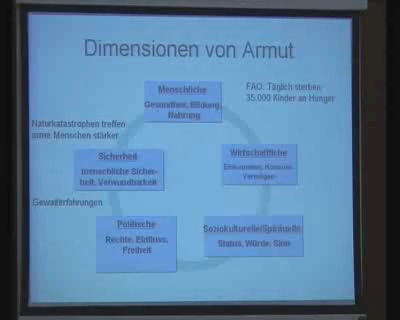 Dimensionen von Armut
Menschliche
Gesundheit, Bildung,
Nahrung
FAO: Täglich sterben
35.000 Kinder an Hunger
Naturkatastrophen treffen
arme Menschen stärker
Sicherheit
menschliche Sicher-
heit, Verwundbarkeit
Wirtschaftliche
Einkommen, Konsum,
Vermögen
Gewalterfahrungen
Politische
Rechte, Einfluss,
Freiheit
Soziokulturelle/Spirituelle
Status, Würde, Sinn